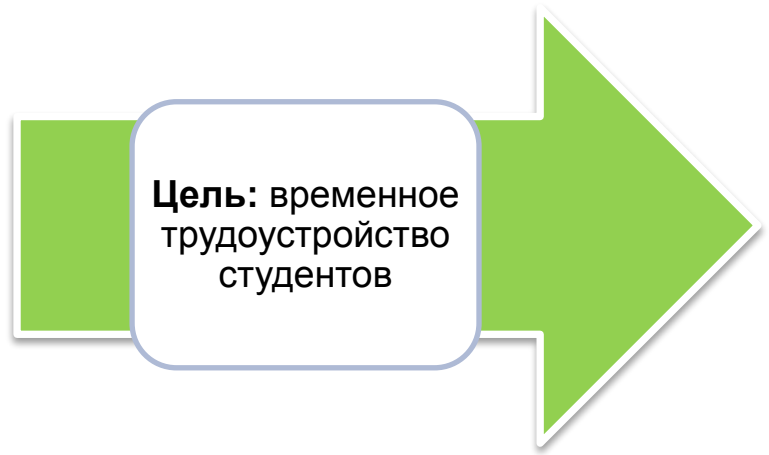 Цель: временное
трудоустройство
студентов